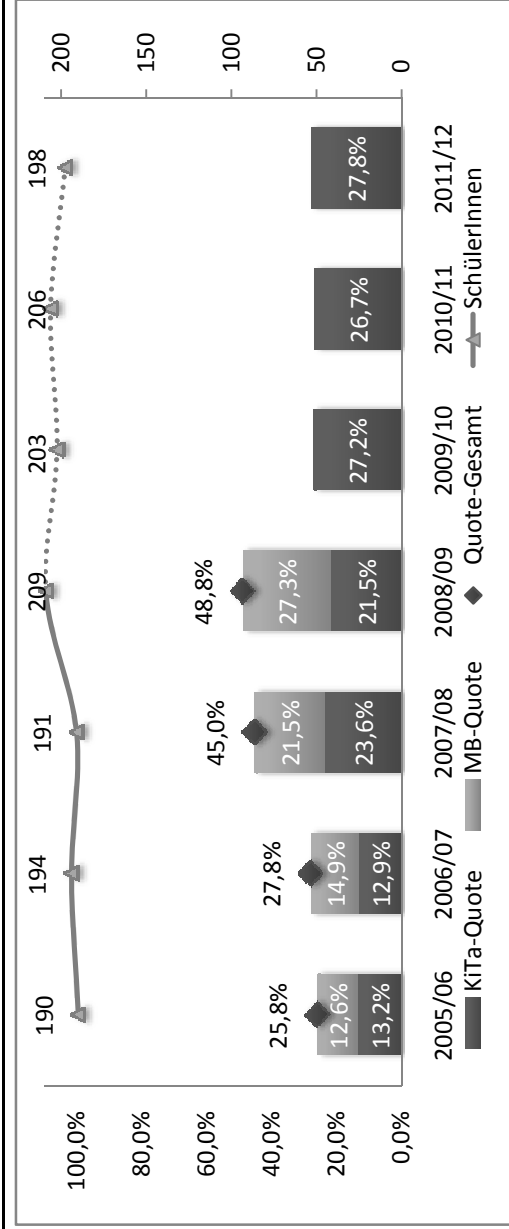 190 194 191 209 203 206 198
100,0%
80,0%
60,0%
40,0%
20,0%
0,0%
200
150
100
50
0
25,8% 27,8% 45,0% 48,8%
12,6% 14,9% 21,5% 27,3%
13,2% 12,9% 23,6% 21,5% 27,2% 26,7% 27,8%
2005/06 2006/07 2007/08 2008/09 2009/10 2010/11 2011/12
KiTa-Quote MB-Quote Quote-Gesamt SchülerInnen